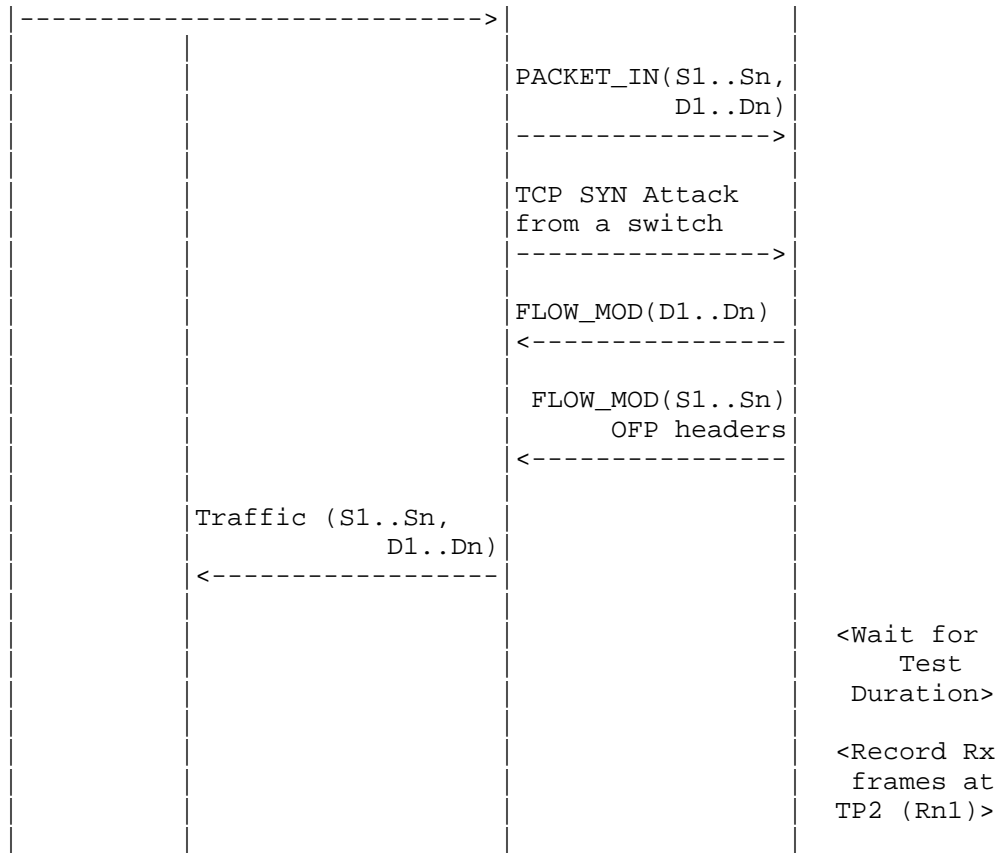 PACKET_IN(S1..Sn,
D1..Dn)
TCP SYN Attack
from a switch
FLOW_MOD(D1..Dn)
FLOW_MOD(S1..Sn)
OFP headers
Traffic (S1..Sn,
D1..Dn)
<Wait for
Test
Duration>
<Record Rx
frames at
TP2 (Rn1)>